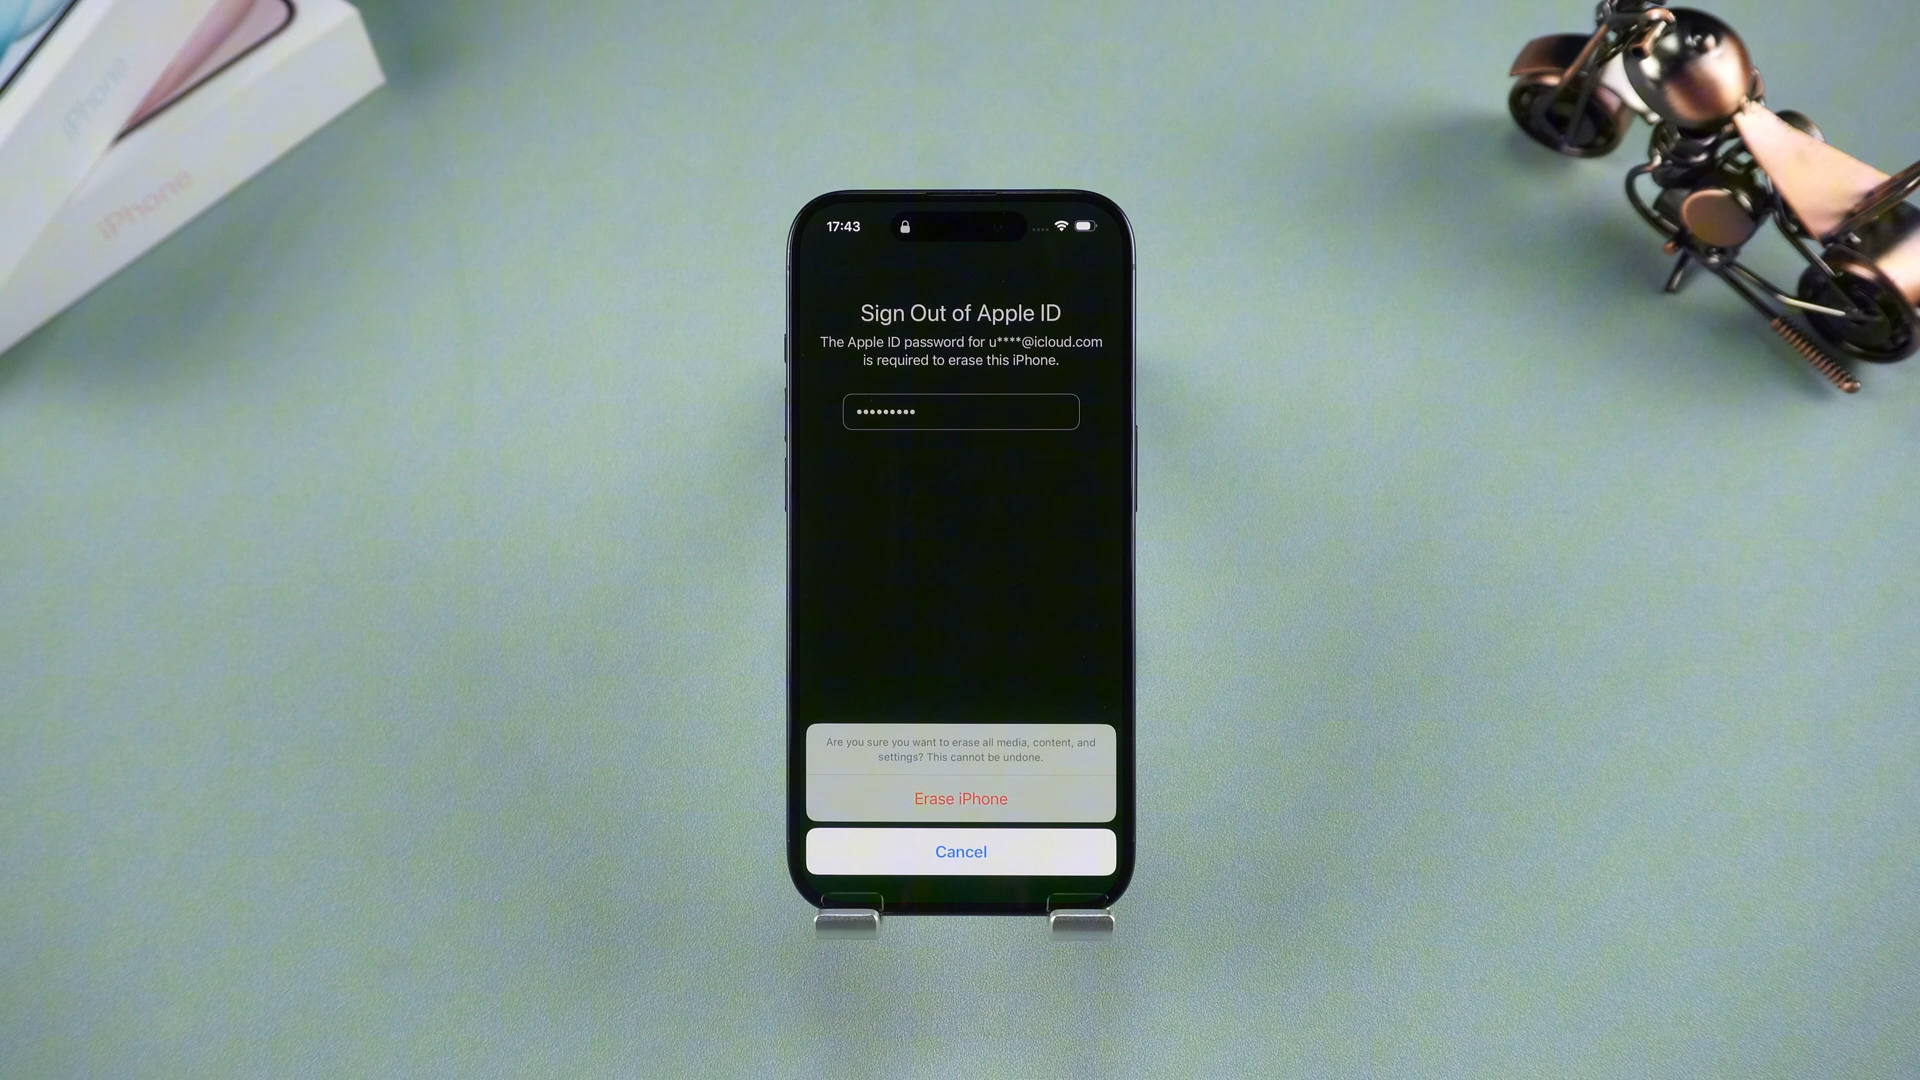 iPhone
iPhone
17:43
Sign Out of Apple ID
The Apple ID password for u****@icloud.com
is required to erase this iPhone.
Are you sure you want to erase all media, content, and
settings? This cannot be undone.
Erase iPhone
Cancel